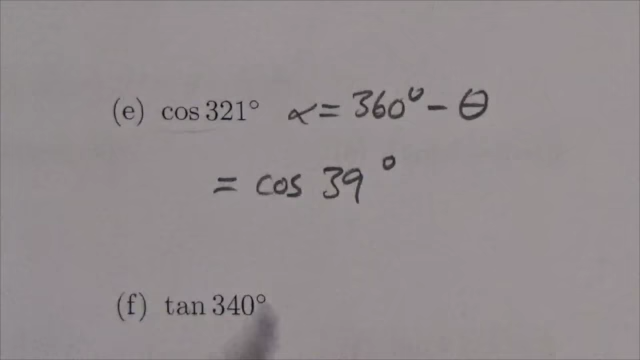 (e) cos 321° α = 360° − θ
= cos 39°
(f) tan 340°